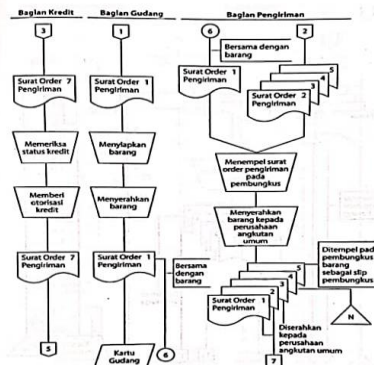 Bagian Kredit
Bagian Gudang
Bagian Pengiriman
3
Surat Order 7
Pengiriman
Memeriksa
status kredit
Memberi
otorisasi
kredit
Surat Order 7
Pengiriman
5
1
Surat Order 1
Pengiriman
Menyiapkan
barang
Menyerahkan
barang
Surat Order 1
Pengiriman
Bersama
dengan
barang
Kartu
Gudang
6
6
2
Bersama dengan
barang
Surat Order 1
Pengiriman
5
4
3
Surat Order 2
Pengiriman
Menempel surat
order pengiriman
pada
pembungkus
Menyerahkan
barang kepada
perusahaan
angkutan
umum
Ditempel pad
pembungkus
barang
sebagai slip
pembungkus
5
4
3
2
Surat Order 1
Pengiriman
N
Diserahkan
kepada
perusahaan
angkutan umum
7